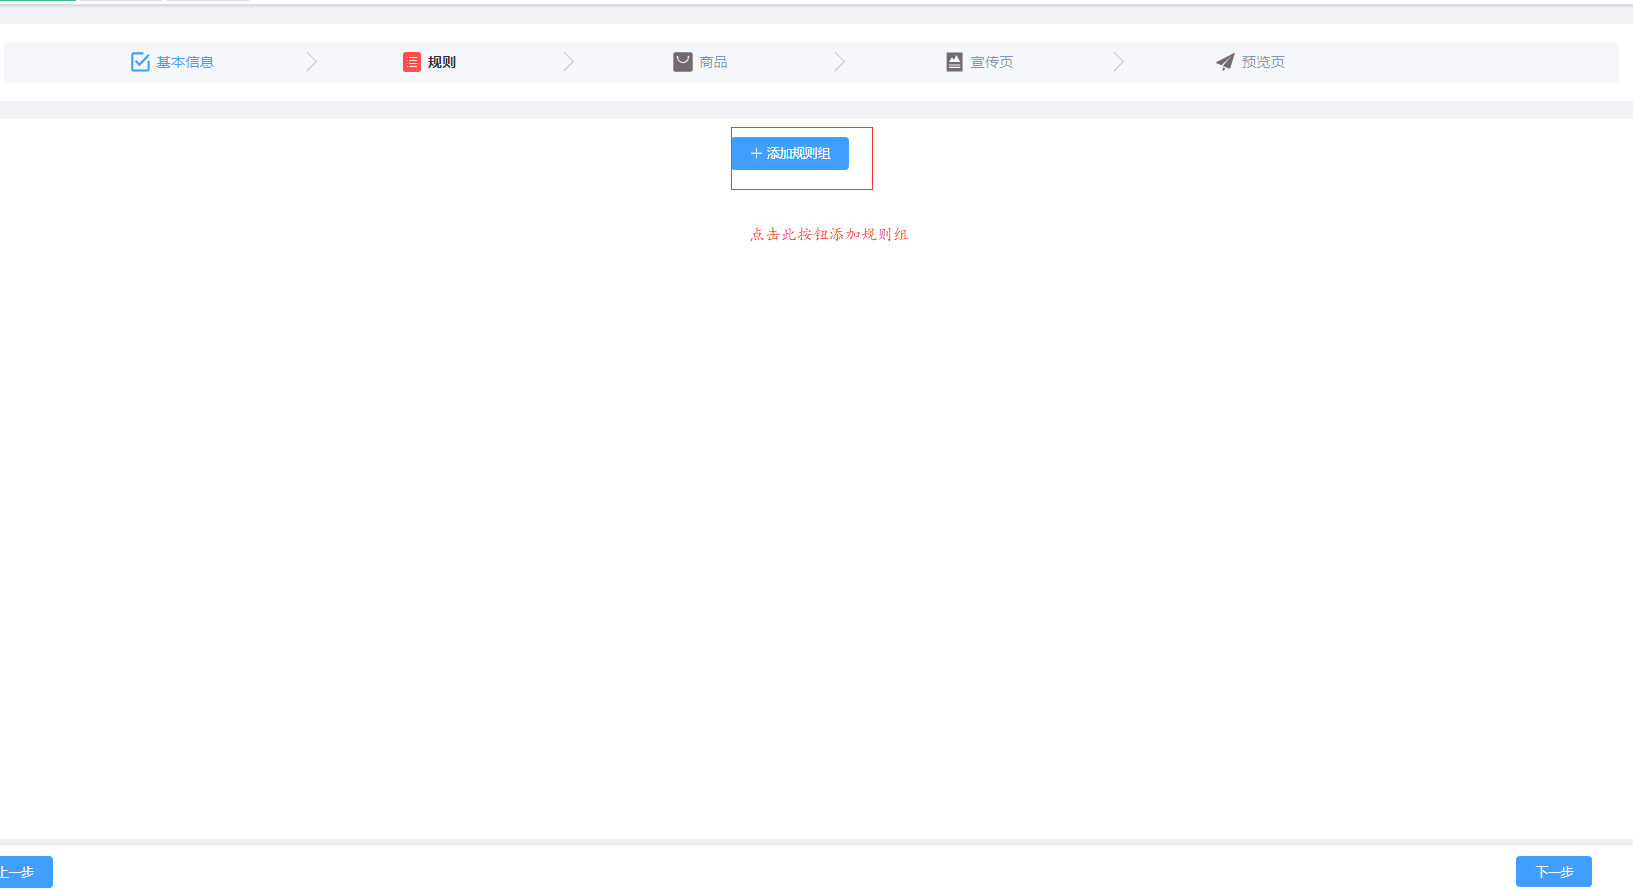 基本信息
规则
商品
宣传页
预览页
添加规则组
点击此按钮添加规则组
上一步
下一步